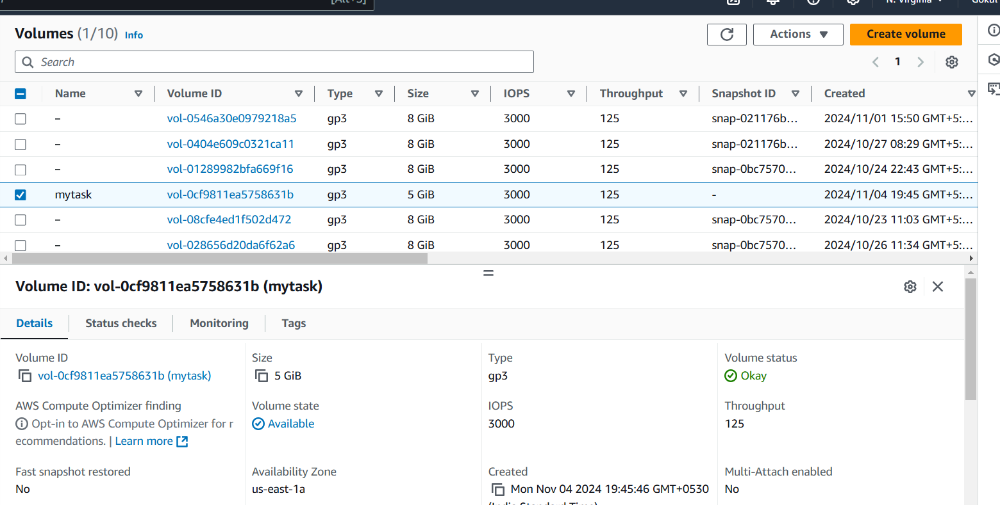 [Alt+S] N. Virginia Gokul
Volumes (1/10) Info Actions Create volume
Search 1
Name Volume ID Type Size IOPS Throughput Snapshot ID Created
– vol-0546a30e0979218a5 gp3 8 GiB 3000 125 snap-021176b... 2024/11/01 15:50 GMT+5:...
– vol-0404e609c0321ca11 gp3 8 GiB 3000 125 snap-021176b... 2024/10/27 08:29 GMT+5:...
– vol-01289982bfa669f16 gp3 8 GiB 3000 125 snap-0bc7570... 2024/10/24 22:43 GMT+5:...
mytask vol-0cf9811ea5758631b gp3 5 GiB 3000 125 - 2024/11/04 19:45 GMT+5:...
– vol-08cfe4ed1f502d472 gp3 8 GiB 3000 125 snap-0bc7570... 2024/10/23 11:03 GMT+5:...
– vol-028656d20da6f62a6 gp3 8 GiB 3000 125 snap-0bc7570... 2024/10/26 11:34 GMT+5:...
Volume ID: vol-0cf9811ea5758631b (mytask)
Details Status checks Monitoring Tags
Volume ID Size Type Volume status
vol-0cf9811ea5758631b (mytask) 5 GiB gp3 Okay
AWS Compute Optimizer finding Volume state IOPS Throughput
Opt-in to AWS Compute Optimizer for r Available 3000 125
ecommendations. | Learn more
Fast snapshot restored Availability Zone Created Multi-Attach enabled
No us-east-1a Mon Nov 04 2024 19:45:46 GMT+0530 No
(India Standard Time)